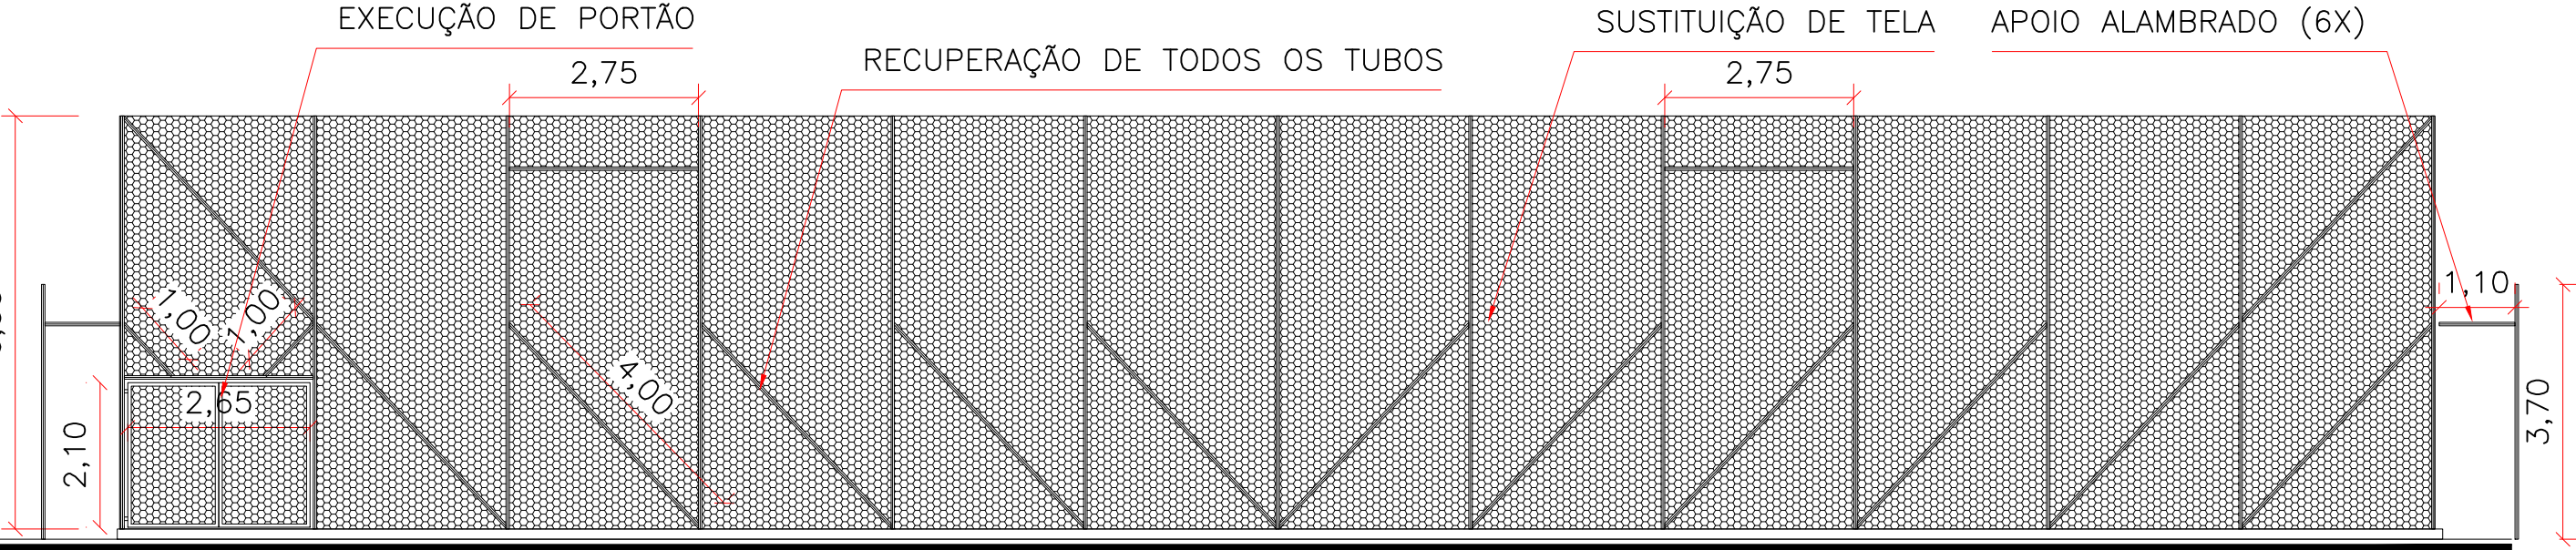 EXECUÇÃO DE PORTÃO
SUSTITUIÇÃO DE TELA
APOIO ALAMBRADO (6X)
RECUPERAÇÃO DE TODOS OS TUBOS
2,75
2,75
1,10
1,00
1,00
4,00
2,65
2,10
3,70